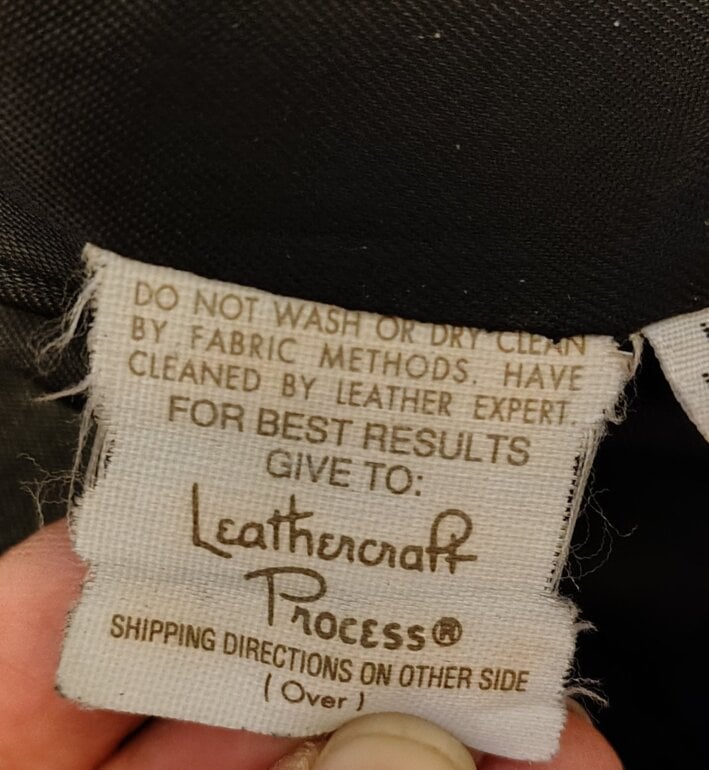 DO NOT WASH OR DRY CLEAN
BY FABRIC METHODS. HAVE
CLEANED BY LEATHER EXPERT.
FOR BEST RESULTS
GIVE TO:
Leathercraft
Process®
SHIPPING DIRECTIONS ON OTHER SIDE
(Over)